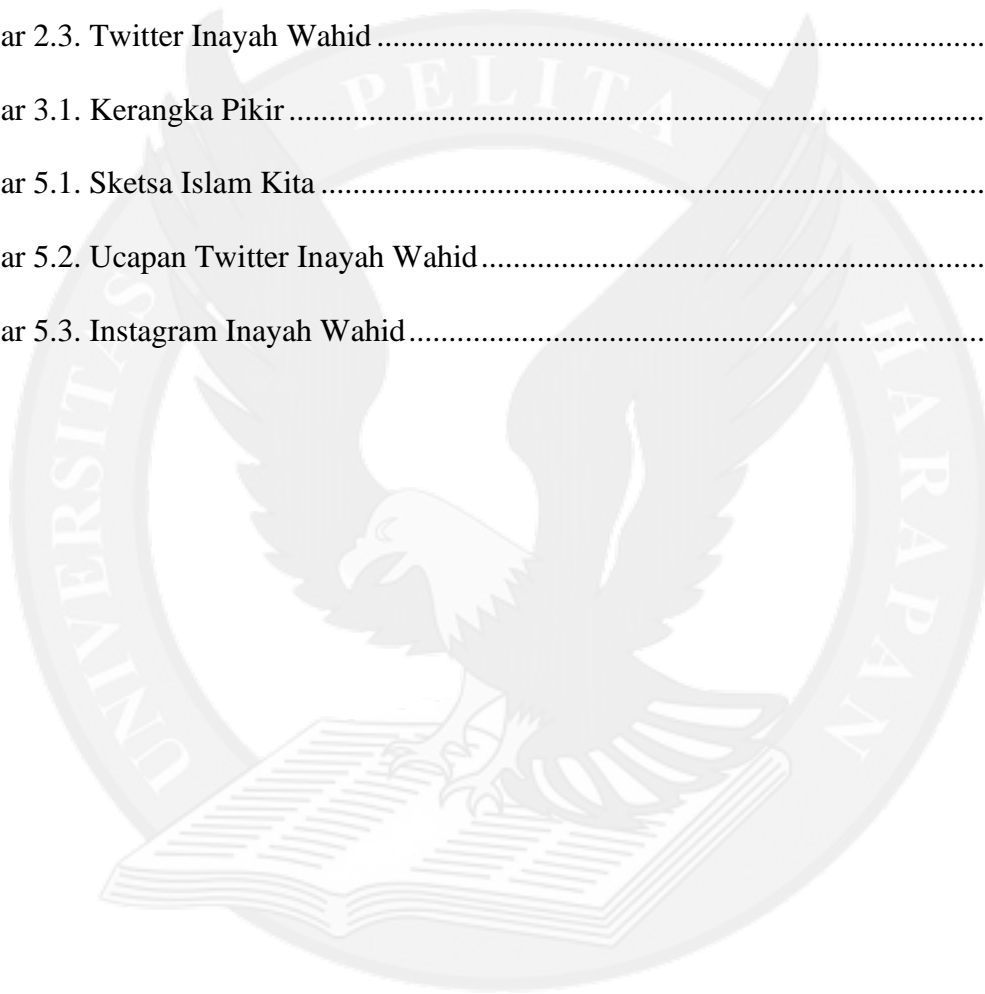 ar 2.3. Twitter Inayah Wahid ............................................................................
ar 3.1. Kerangka Pikir .......................................................................................
ar 5.1. Sketsa Islam Kita ...................................................................................
ar 5.2. Ucapan Twitter Inayah Wahid ...............................................................
ar 5.3. Instagram Inayah Wahid ........................................................................
UNIVERSITAS PELITA HARAPAN